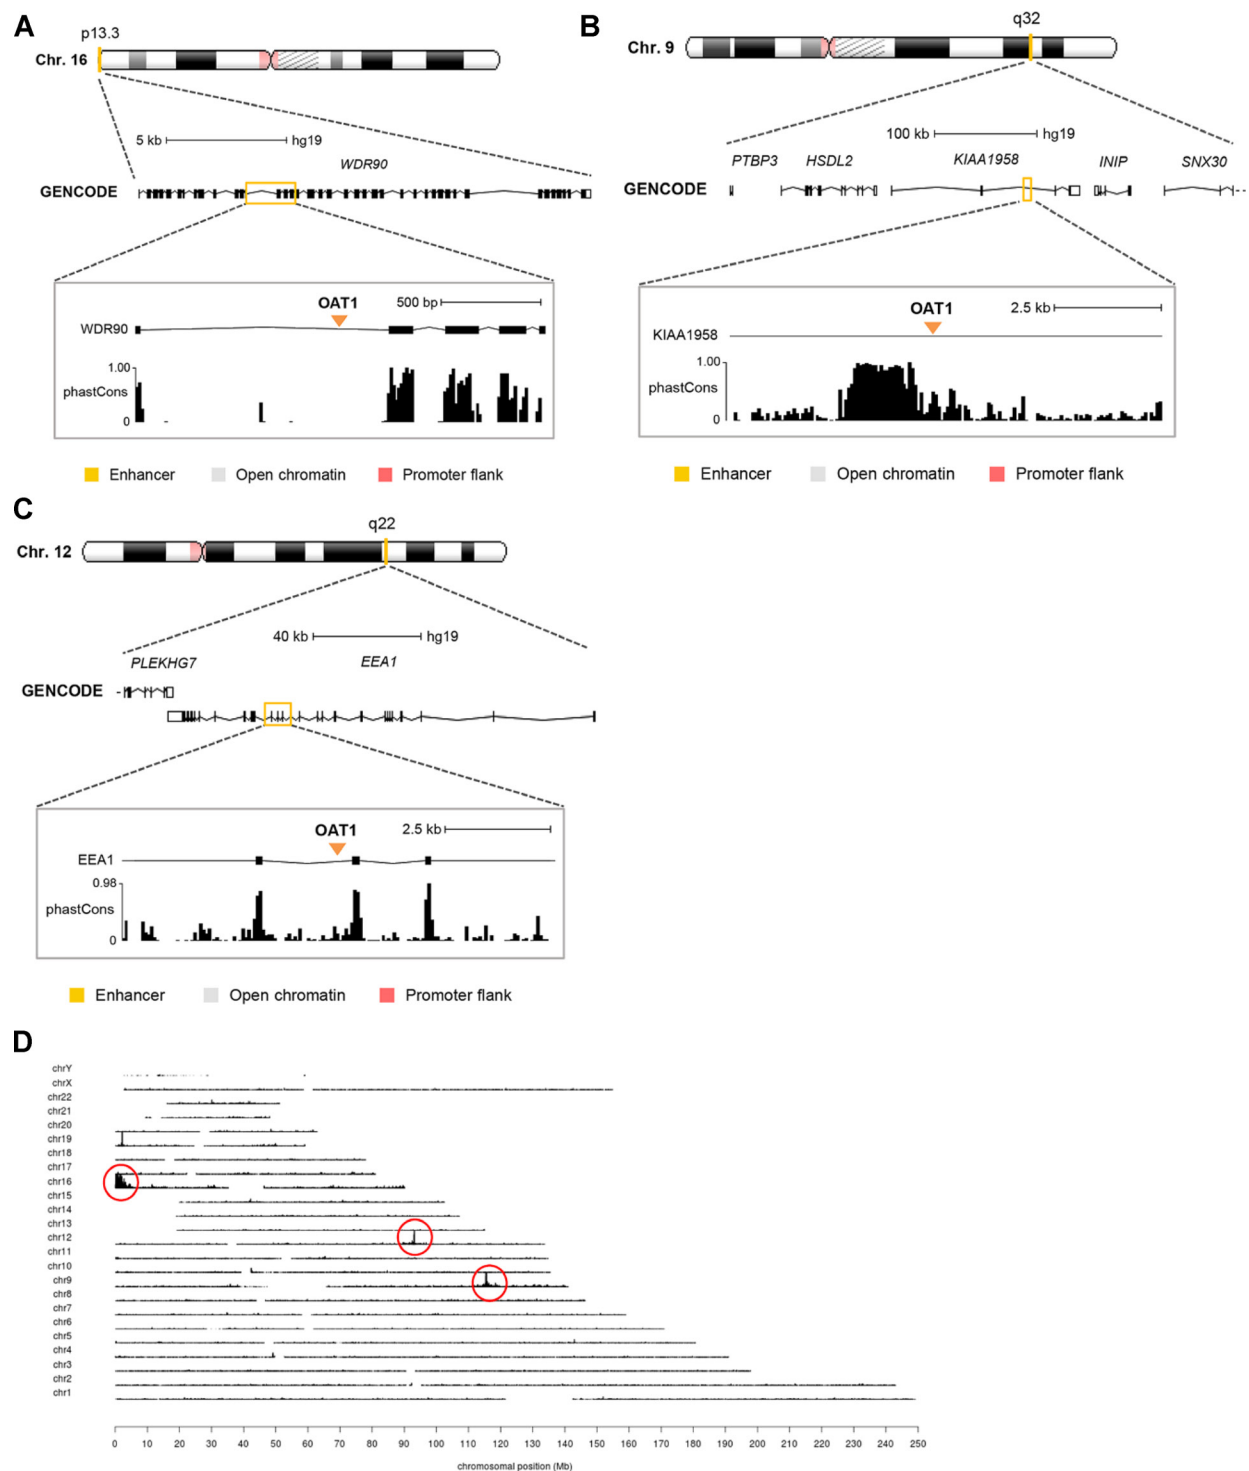 A
p13.3
Chr. 16
5 kb
hg19
WDR90
GENCODE
OAT1
500 bp
WDR90
1.00
phastCons
0
Enhancer
Open chromatin
Promoter flank
B
q32
Chr. 9
100 kb
hg19
PTBP3 HSDL2 KIAA1958 INIP SNX30
GENCODE
OAT1
2.5 kb
KIAA1958
1.00
phastCons
0
Enhancer
Open chromatin
Promoter flank
C
q22
Chr. 12
40 kb
hg19
PLEKHG7 EEA1
GENCODE
OAT1
2.5 kb
EEA1
0.98
phastCons
0
Enhancer
Open chromatin
Promoter flank
D
chrY
chrX
chr22
chr21
chr20
chr19
chr18
chr17
chr16
chr15
chr14
chr13
chr12
chr11
chr10
chr9
chr8
chr7
chr6
chr5
chr4
chr3
chr2
chr1
0 10 20 30 40 50 60 70 80 90 100 110 120 130 140 150 160 170 180 190 200 210 220 230 240 250
chromosomal position (Mb)